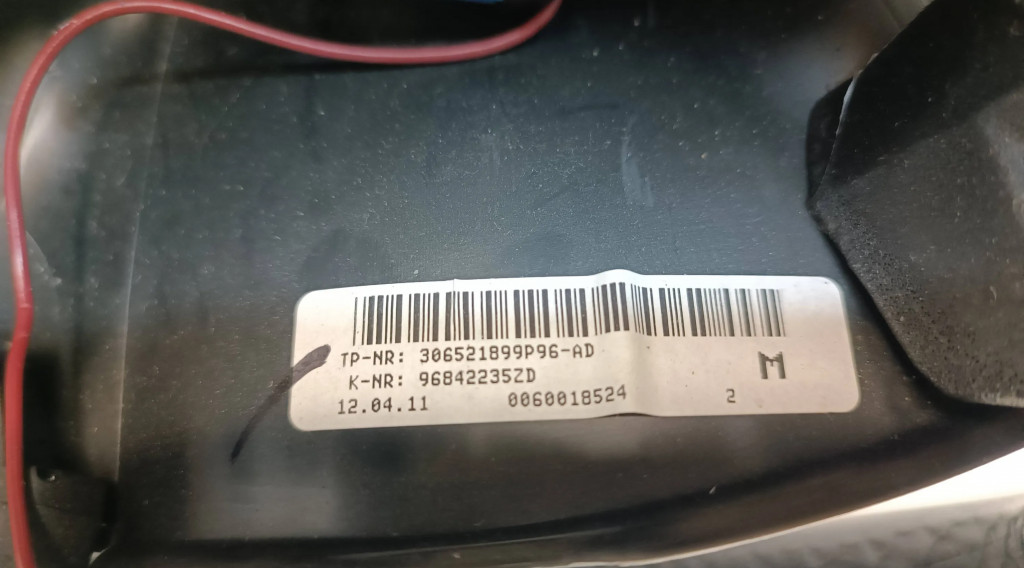 TP-NR: 306521899P96-AD
K-NR: 96842235ZD
M
12.04.11 0060018524 2